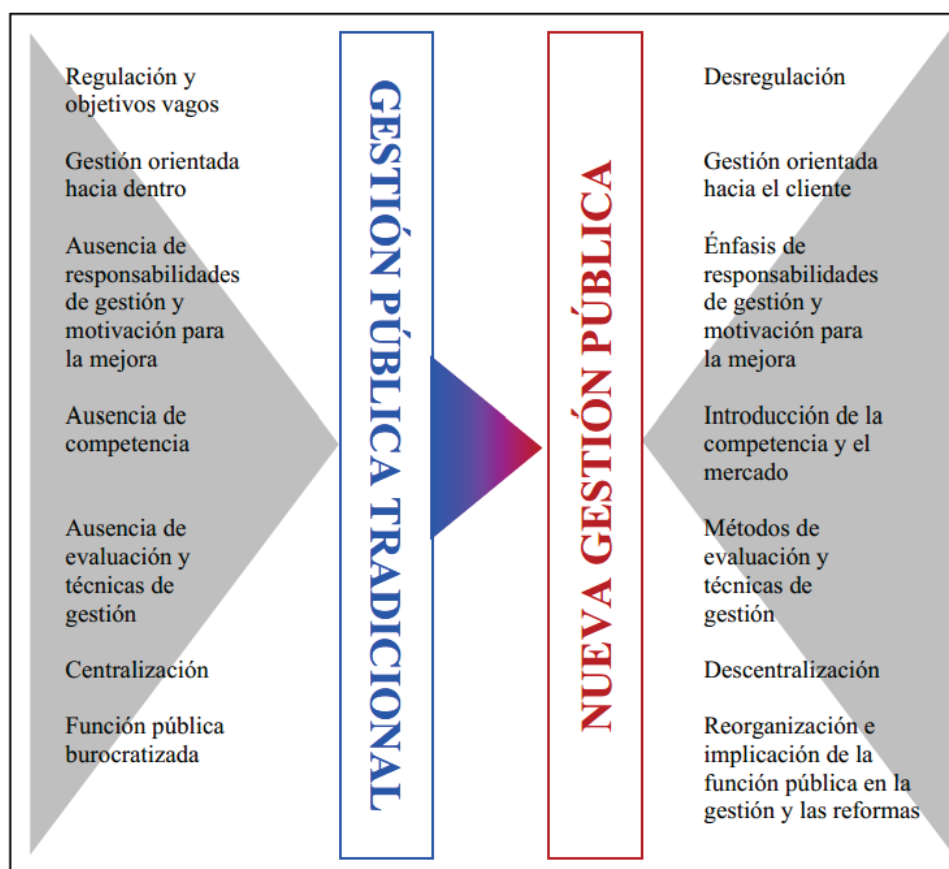 Regulación y
objetivos vagos
Gestión orientada
hacia dentro
Ausencia de
responsabilidades
de gestión y
motivación para
la mejora
Ausencia de
competencia
Ausencia de
evaluación y
técnicas de
gestión
Centralización
Función pública
burocratizada
GESTIÓN PÚBLICA TRADICIONAL
NUEVA GESTIÓN PÚBLICA
Desregulación
Gestión orientada
hacia el cliente
Énfasis de
responsabilidades
de gestión y
motivación para
la mejora
Introducción de la
competencia y el
mercado
Métodos de
evaluación y
técnicas de
gestión
Descentralización
Reorganización e
implicación de la
función pública en la
gestión y las reformas